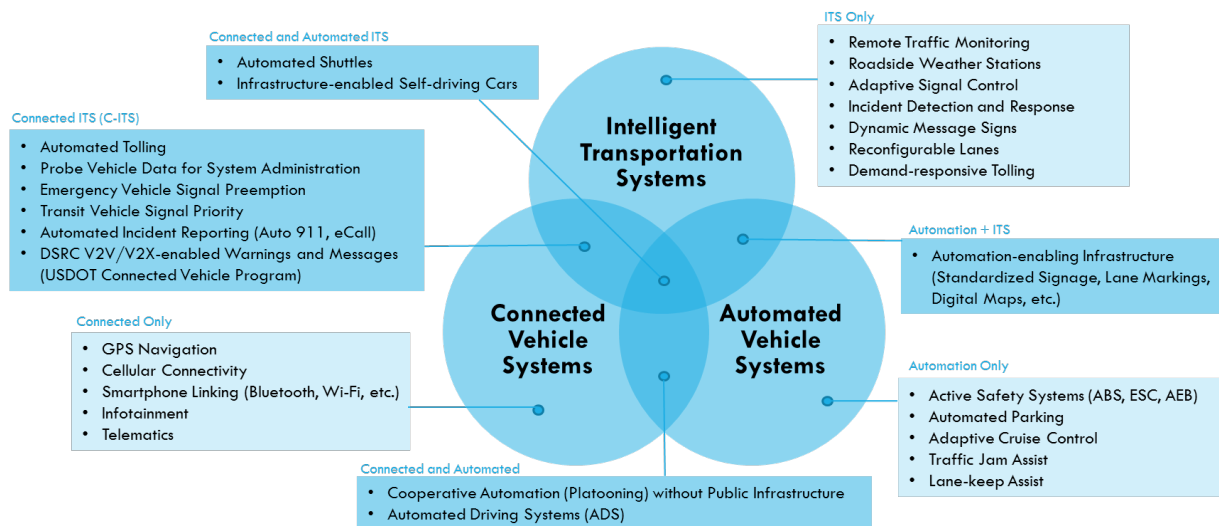 Connected and Automated ITS
• Automated Shuttles
• Infrastructure-enabled Self-driving Cars
ITS Only
• Remote Traffic Monitoring
• Roadside Weather Stations
• Adaptive Signal Control
• Incident Detection and Response
• Dynamic Message Signs
• Reconfigurable Lanes
• Demand-responsive Tolling
Connected ITS (C-ITS)
• Automated Tolling
• Probe Vehicle Data for System Administration
• Emergency Vehicle Signal Preemption
• Transit Vehicle Signal Priority
• Automated Incident Reporting (Auto 911, eCall)
• DSRC V2V/V2X-enabled Warnings and Messages
(USDOT Connected Vehicle Program)
Intelligent
Transportation
Systems
Automation + ITS
• Automation-enabling Infrastructure
(Standardized Signage, Lane Markings,
Digital Maps, etc.)
Connected Only
• GPS Navigation
• Cellular Connectivity
• Smartphone Linking (Bluetooth, Wi-Fi, etc.)
• Infotainment
• Telematics
Connected
Vehicle
Systems
Automated
Vehicle
Systems
Automation Only
• Active Safety Systems (ABS, ESC, AEB)
• Automated Parking
• Adaptive Cruise Control
• Traffic Jam Assist
• Lane-keep Assist
Connected and Automated
• Cooperative Automation (Platooning) without Public Infrastructure
• Automated Driving Systems (ADS)